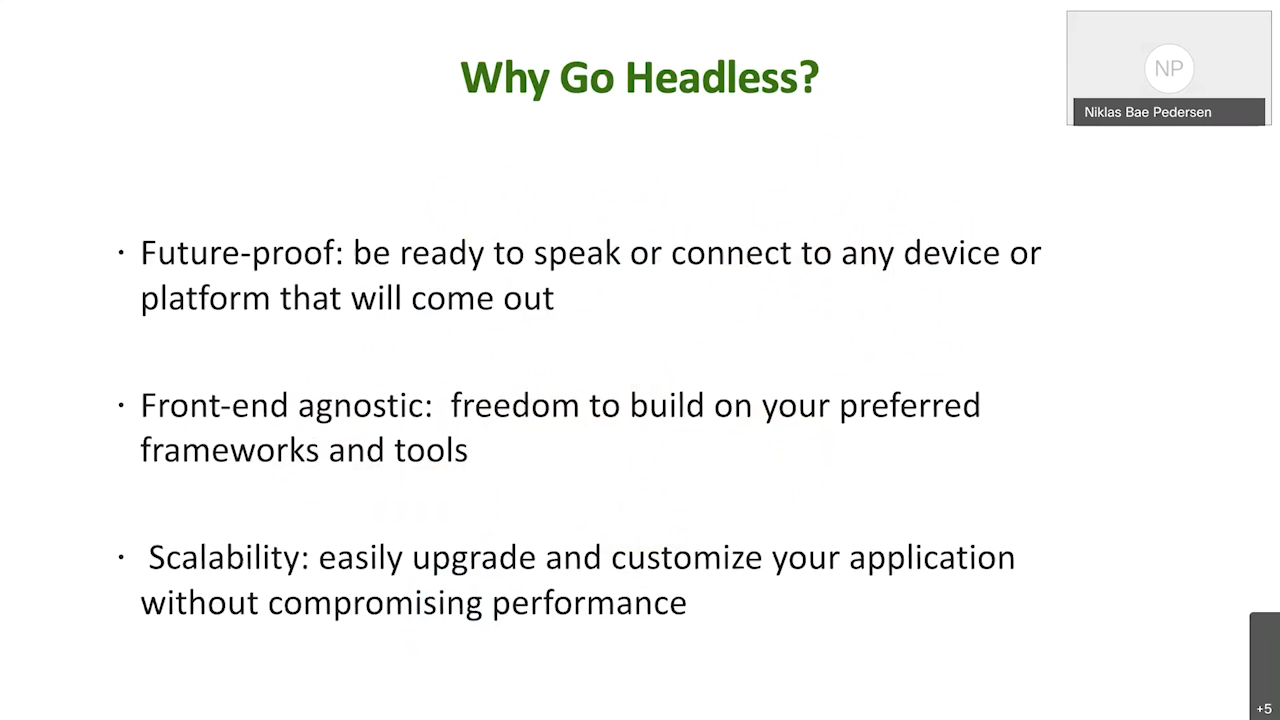 Why Go Headless?
NP
Niklas Bae Pedersen
· Future-proof: be ready to speak or connect to any device or
platform that will come out
· Front-end agnostic:  freedom to build on your preferred
frameworks and tools
·  Scalability: easily upgrade and customize your application
without compromising performance
+5